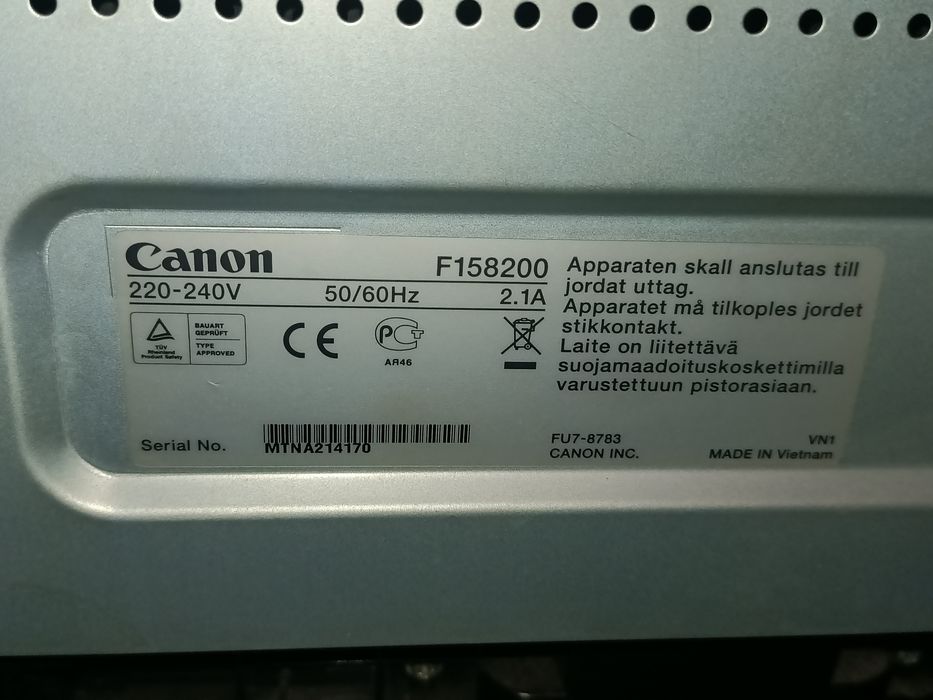 Canon F158200
220-240V 50/60Hz 2.1A
TÜV
Rheinland
Product Safety
BAUART
GEPRÜFT
TYPE
APPROVED
CE
РСТ
АЯ46
Apparaten skall anslutas till
jordat uttag.
Apparatet må tilkoples jordet
stikkontakt.
Laite on liitettävä
suojamaadoituskoskettimilla
varustettuun pistorasiaan.
Serial No. MTNA214170
FU7-8783 VN1
CANON INC. MADE IN Vietnam